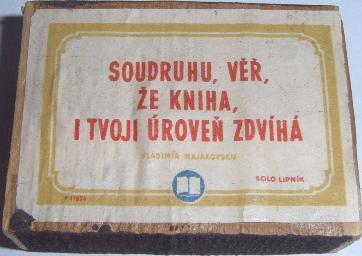 SOUDRUHU, VĚŘ,
ŽE KNIHA,
I TVOJI ÚROVEŇ ZDVÍHÁ
VLADIMÍR MAJAKOVSKIJ
SOLO LIPNÍK